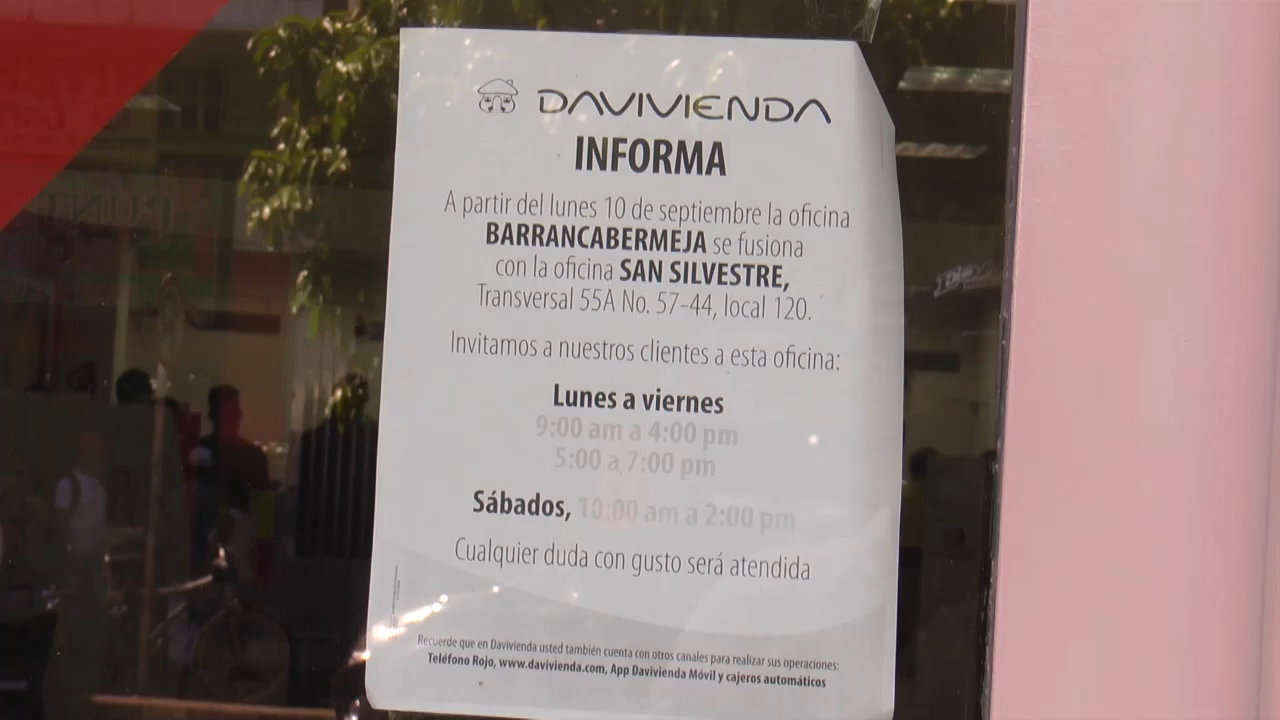 DAVIVIENDA
INFORMA
A partir del lunes 10 de septiembre la oficina
BARRANCABERMEJA se fusiona
con la oficina SAN SILVESTRE,
Transversal 55A No. 57-44, local 120.
Invitamos a nuestros clientes a esta oficina:
Lunes a viernes
9:00 am a 4:00 pm
5:00 a 7:00 pm
Sábados, 10:00 am a 2:00 pm
Cualquier duda con gusto será atendida
Recuerde que en Davivienda usted también cuenta con otros canales para realizar sus operaciones:
Teléfono Rojo, www.davivienda.com, App Davivienda Móvil y cajeros automáticos